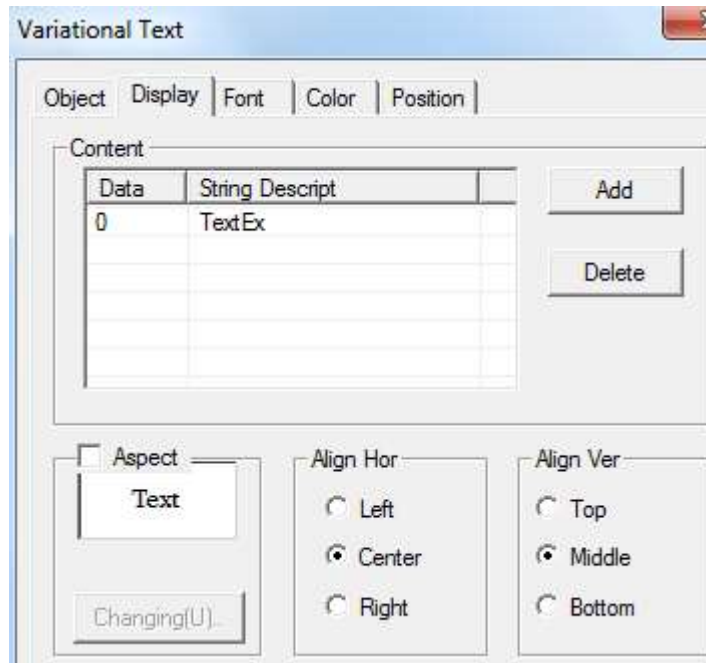 Variational Text
Object Display Font Color Position
Content
Data String Descript Add
0 TextEx
Delete
Aspect Align Hor Align Ver
Text Left Top
Center Middle
Changing(U).. Right Bottom